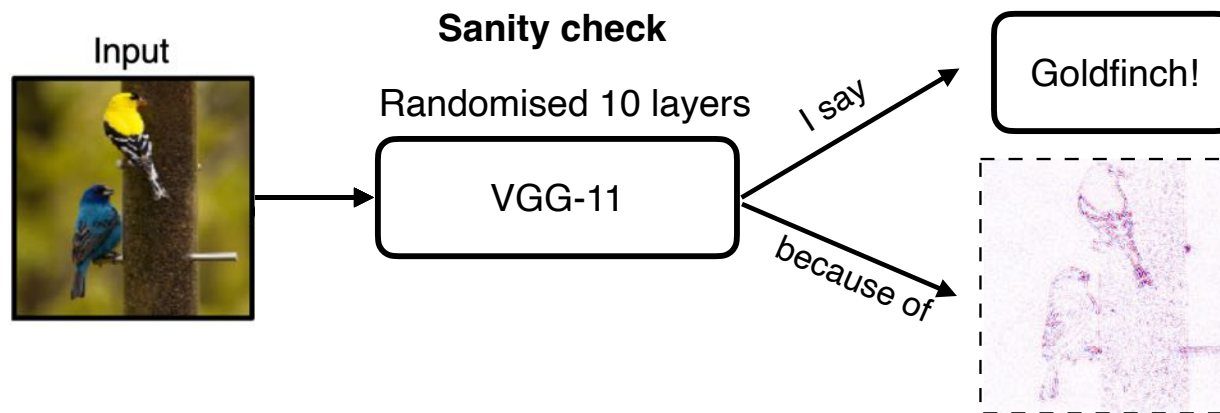 Sanity check
Input
Randomised 10 layers
VGG-11
I say
Goldfinch!
because of